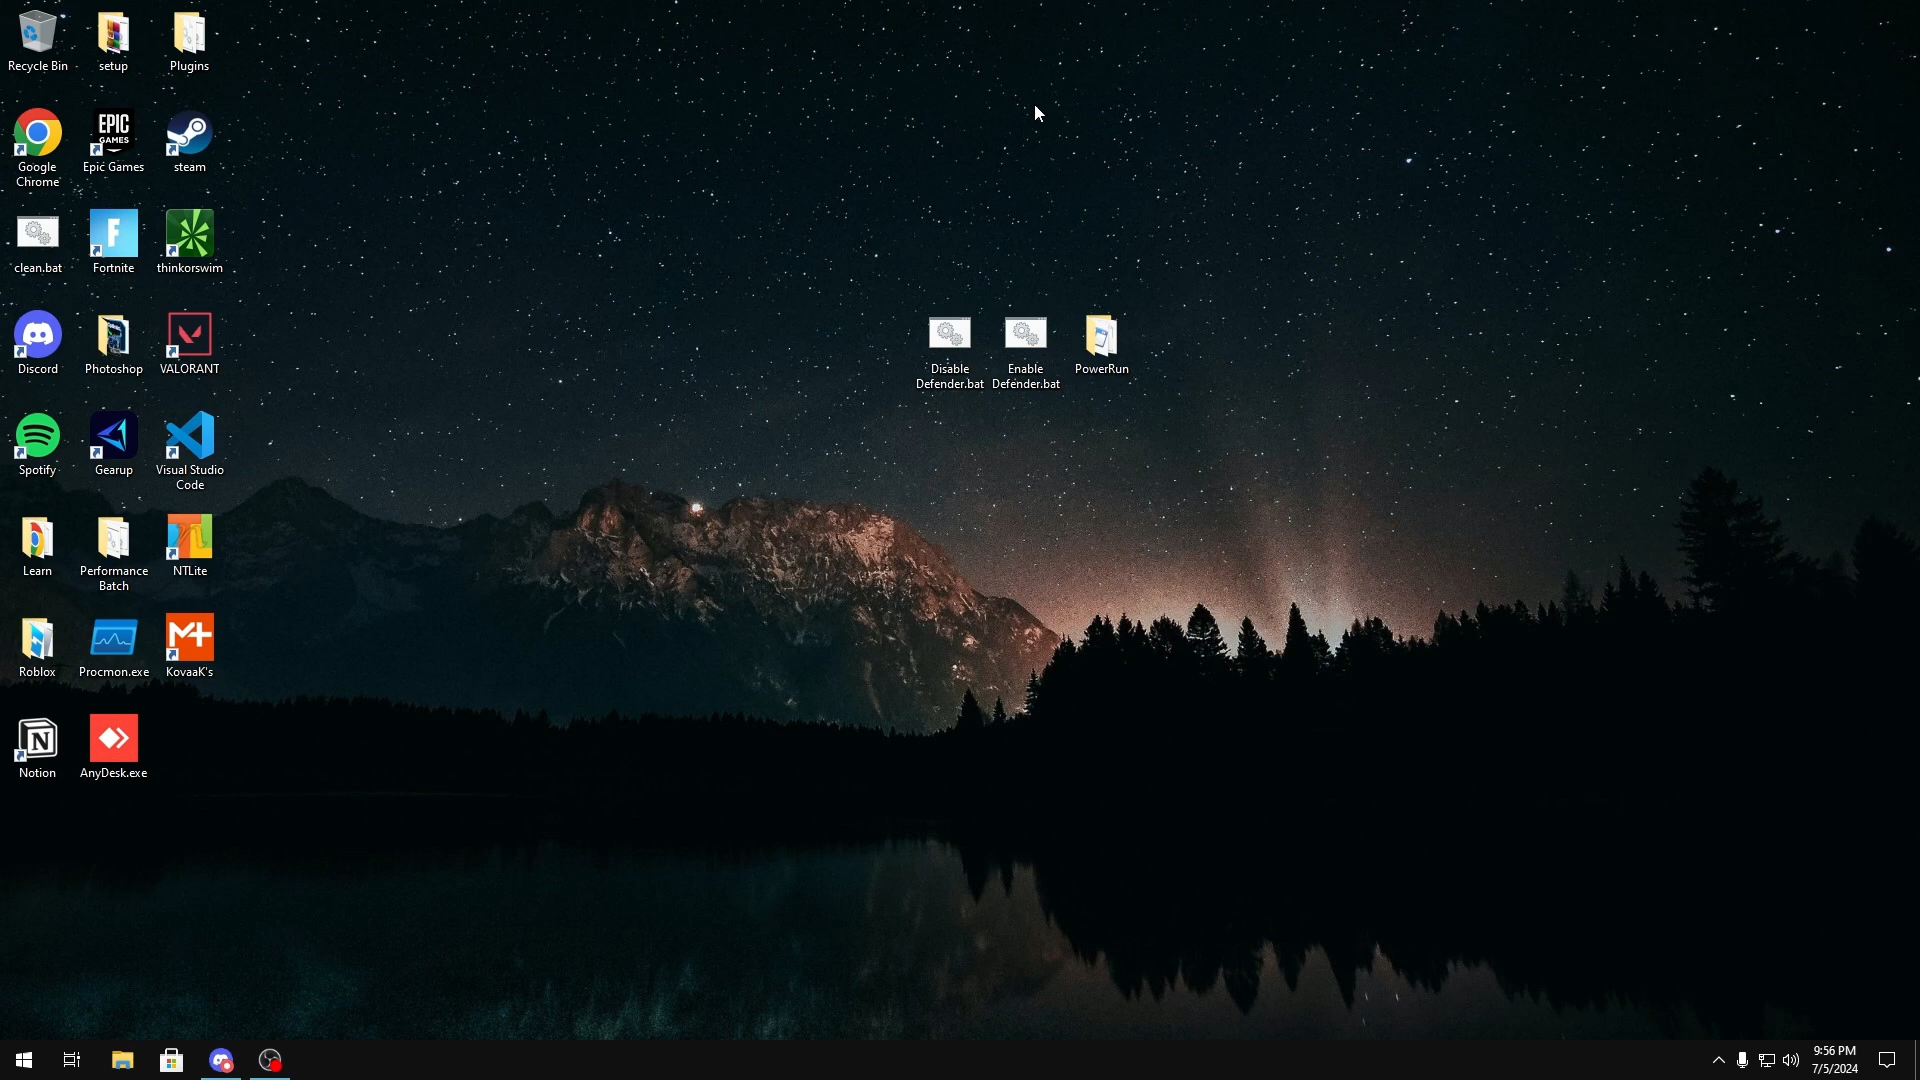 Recycle Bin
setup
Plugins
Google
Chrome
EPIC
GAMES
Epic Games
steam
clean.bat
F
Fortnite
thinkorswim
Discord
Photoshop
VALORANT
Disable
Defender.bat
Enable
Defender.bat
PowerRun
Spotify
Gearup
Visual Studio
Code
Learn
Performance
Batch
NTLite
Roblox
Procmon.exe
M+
KovaaK's
N
Notion
AnyDesk.exe
9:56 PM
7/5/2024